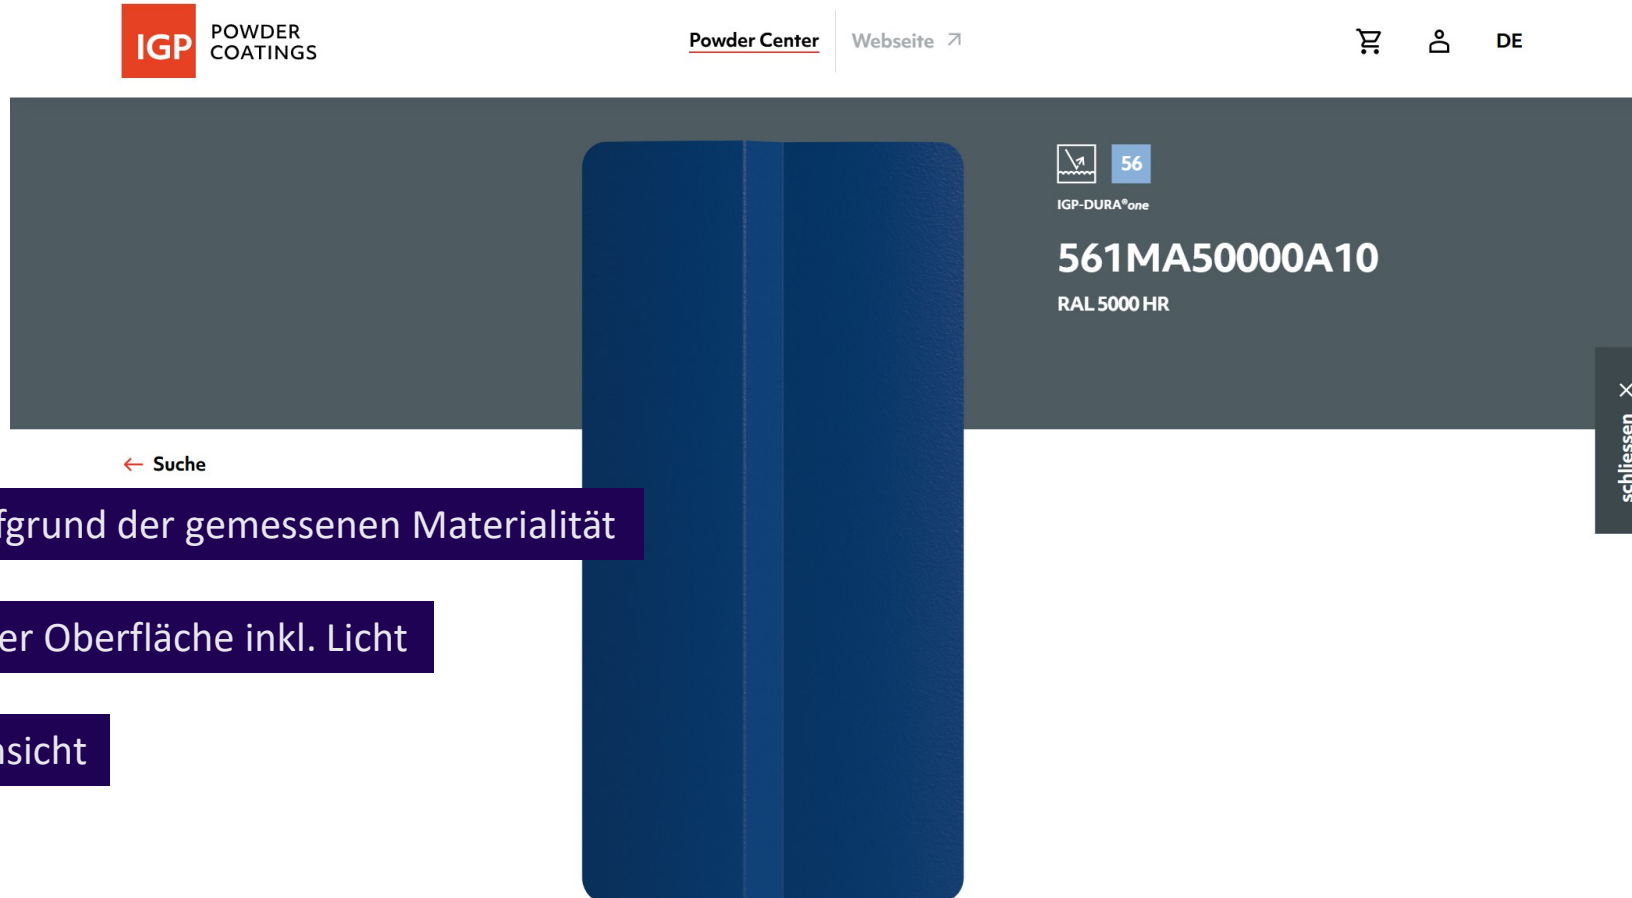 IGP POWDER
COATINGS
Powder Center
Webseite
DE
56
IGP-DURA®one
561MA50000A10
RAL 5000 HR
schliessen
Suche
fgrund der gemessenen Materialität
er Oberfläche inkl. Licht
nsicht